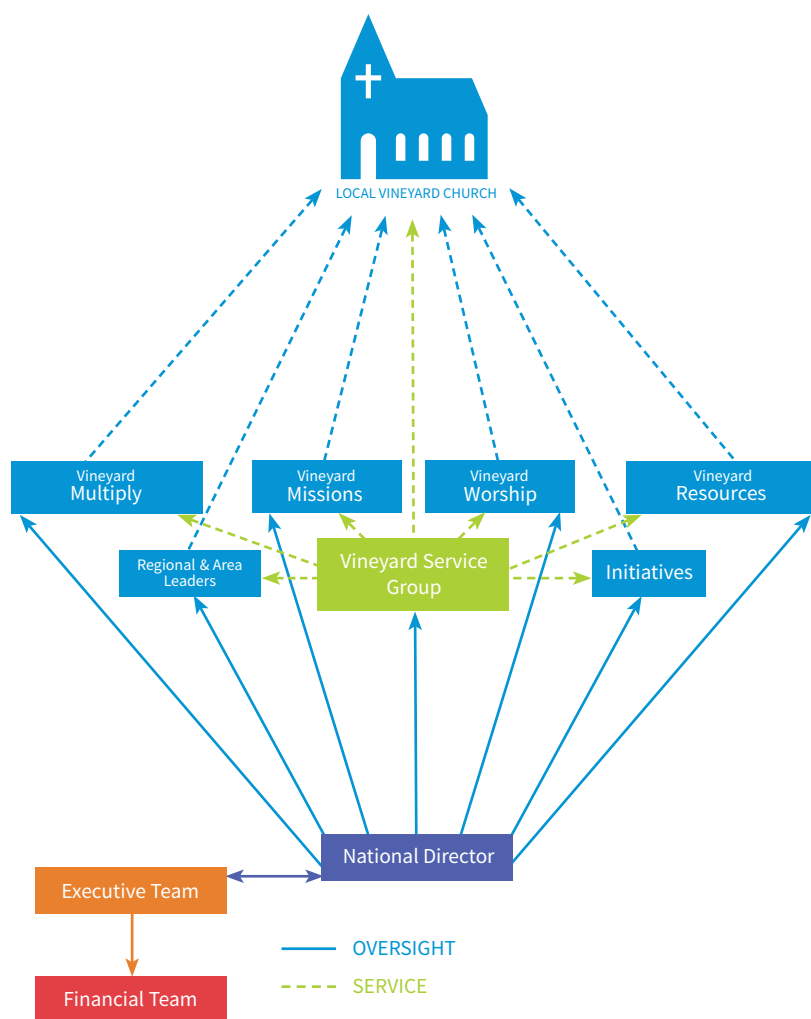 LOCAL VINEYARD CHURCH
Vineyard
Multiply
Vineyard
Missions
Vineyard
Worship
Vineyard
Resources
Regional & Area
Leaders
Vineyard Service
Group
Initiatives
National Director
Executive Team
Financial Team
OVERSIGHT
SERVICE